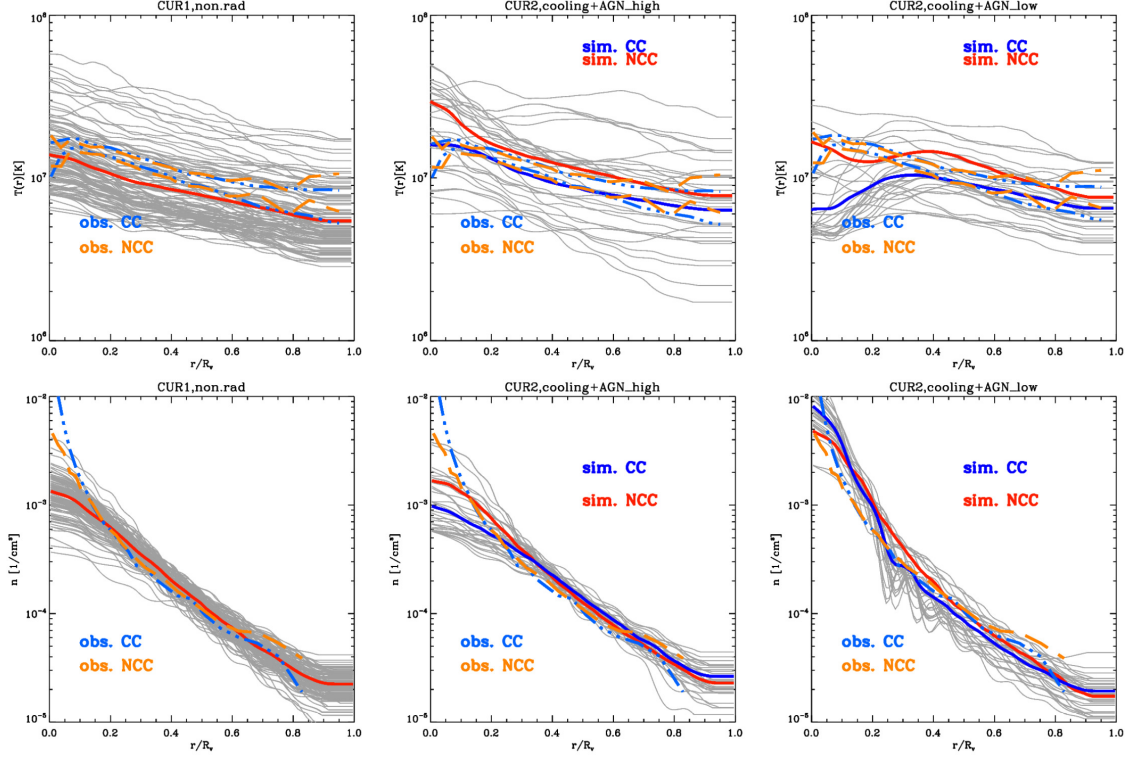 CUR1,non.rad
10⁸
10⁷
10⁶
T(r)[K]
obs. CC
obs. NCC
0.0 0.2 0.4 0.6 0.8 1.0
r/Rᵥ
CUR2,cooling+AGN_high
10⁸
10⁷
10⁶
T(r)[K]
sim. CC
sim. NCC
obs. CC
obs. NCC
0.0 0.2 0.4 0.6 0.8 1.0
r/Rᵥ
CUR2,cooling+AGN_low
10⁸
10⁷
10⁶
T(r)[K]
sim. CC
sim. NCC
obs. CC
obs. NCC
0.0 0.2 0.4 0.6 0.8 1.0
r/Rᵥ
CUR1,non.rad
10⁻²
10⁻³
10⁻⁴
10⁻⁵
n [1/cm³]
obs. CC
obs. NCC
0.0 0.2 0.4 0.6 0.8 1.0
r/Rᵥ
CUR2,cooling+AGN_high
10⁻²
10⁻³
10⁻⁴
10⁻⁵
n [1/cm³]
sim. CC
sim. NCC
obs. CC
obs. NCC
0.0 0.2 0.4 0.6 0.8 1.0
r/Rᵥ
CUR2,cooling+AGN_low
10⁻²
10⁻³
10⁻⁴
10⁻⁵
n [1/cm³]
sim. CC
sim. NCC
obs. CC
obs. NCC
0.0 0.2 0.4 0.6 0.8 1.0
r/Rᵥ